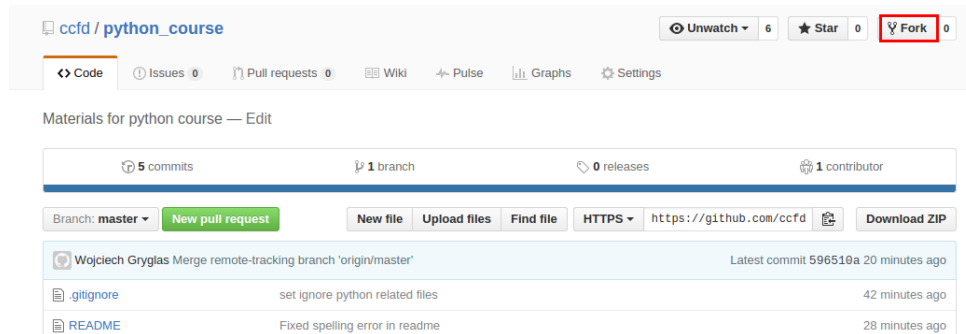 ccfd / python_course Unwatch 6 Star 0 Fork 0
Code Issues 0 Pull requests 0 Wiki Pulse Graphs Settings
Materials for python course — Edit
5 commits 1 branch 0 releases 1 contributor
Branch: master New pull request New file Upload files Find file HTTPS https://github.com/ccfd Download ZIP
Wojciech Gryglas Merge remote-tracking branch 'origin/master' Latest commit 596510a 20 minutes ago
.gitignore set ignore python related files 42 minutes ago
README Fixed spelling error in readme 28 minutes ago